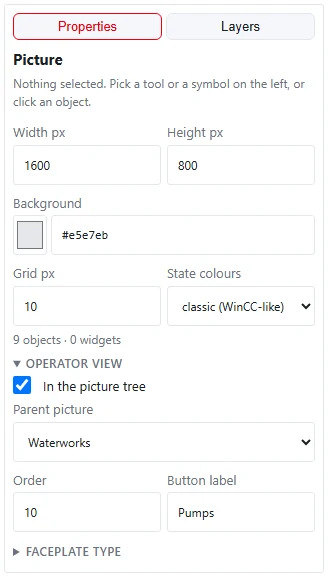 Properties Layers
Picture
Nothing selected. Pick a tool or a symbol on the left, or
click an object.
Width px Height px
1600 800
Background
#e5e7eb
Grid px State colours
10 classic (WinCC-like)
9 objects · 0 widgets
▼ OPERATOR VIEW
In the picture tree
Parent picture
Waterworks
Order Button label
10 Pumps
▶ FACEPLATE TYPE